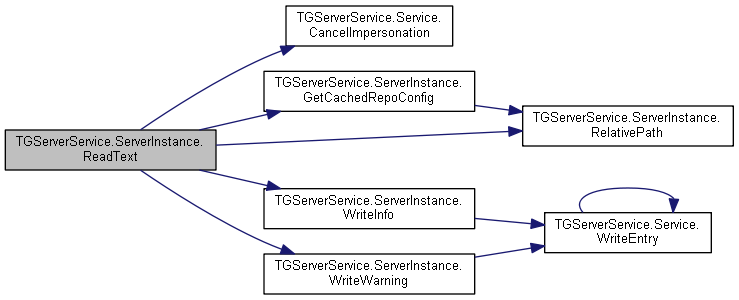 TGServerService.Service.
CancelImpersonation
TGServerService.ServerInstance.
GetCachedRepoConfig
TGServerService.ServerInstance.
RelativePath
TGServerService.ServerInstance.
ReadText
TGServerService.ServerInstance.
WriteInfo
TGServerService.Service.
WriteEntry
TGServerService.ServerInstance.
WriteWarning